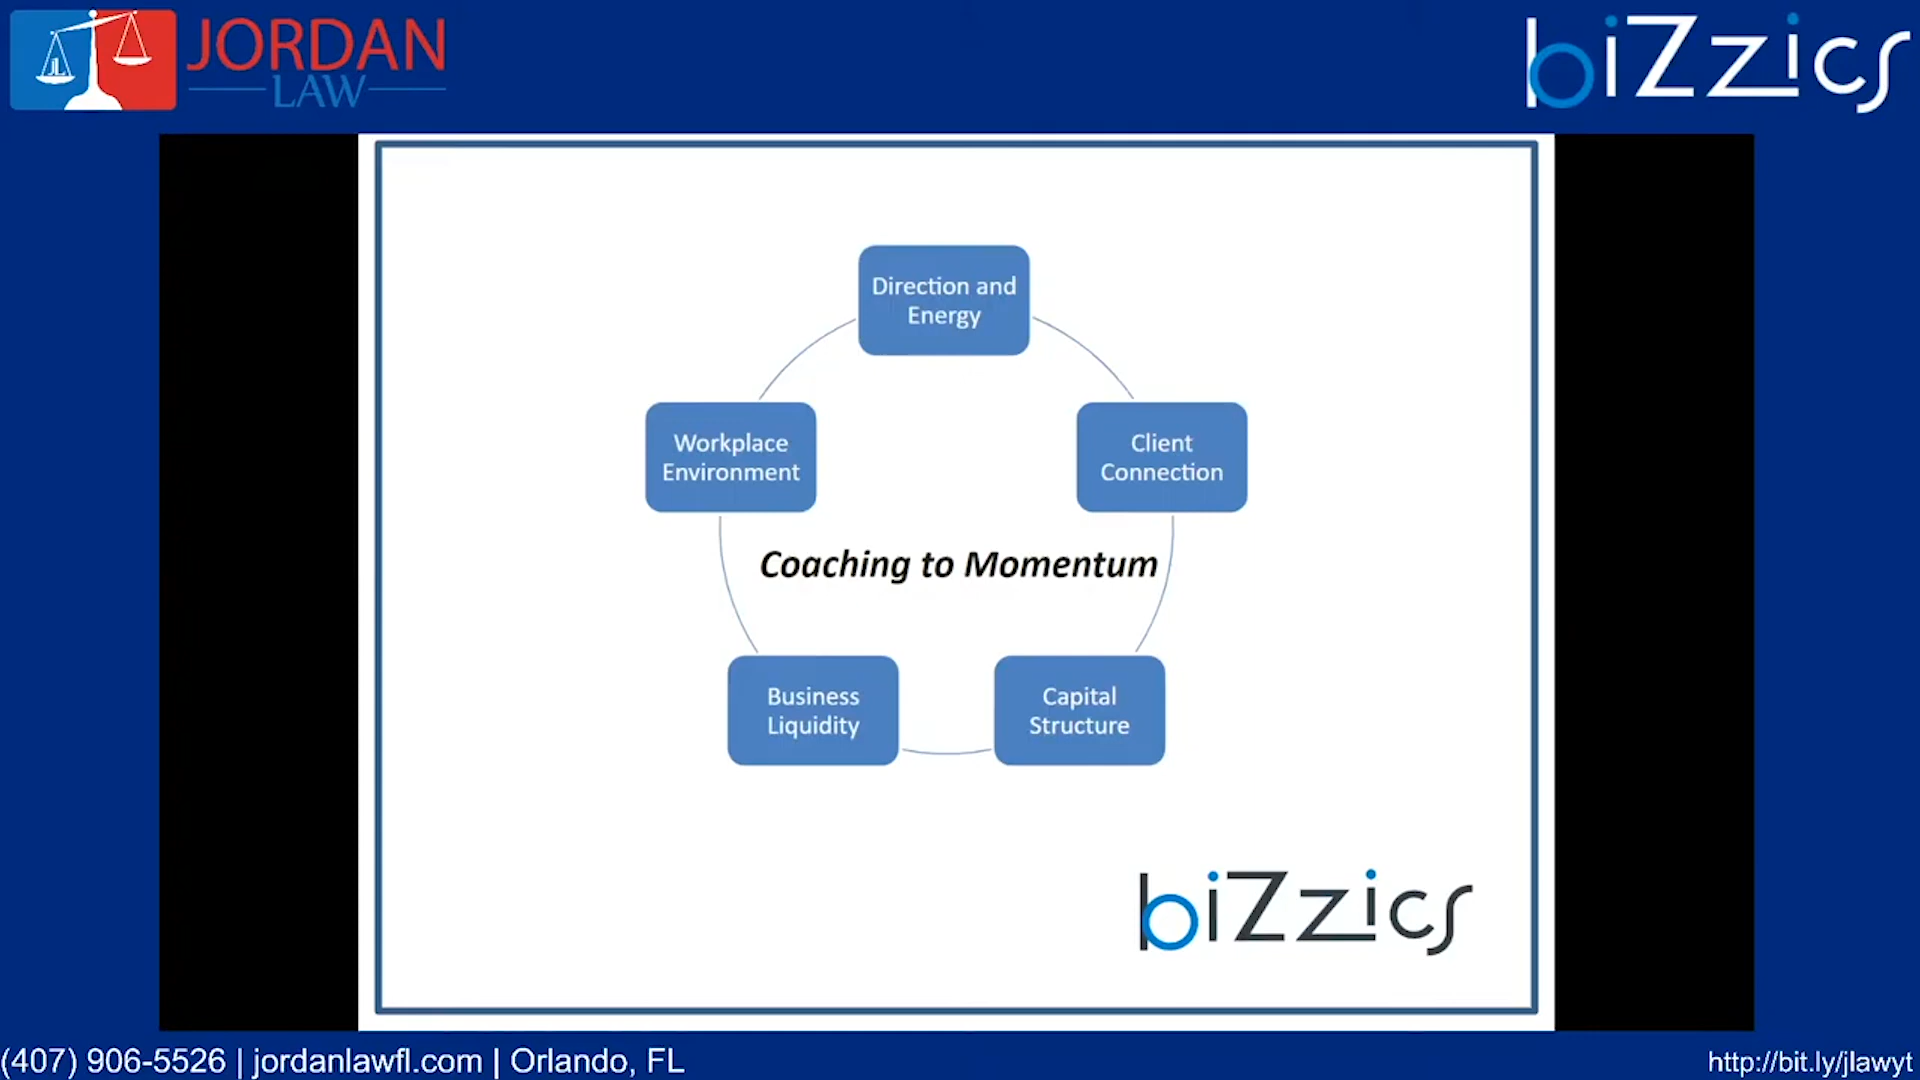 JL
JORDAN
LAW
biZzics
Direction and
Energy
Workplace
Environment
Client
Connection
Coaching to Momentum
Business
Liquidity
Capital
Structure
biZzics
(407) 906-5526 | jordanlawfl.com | Orlando, FL
http://bit.ly/jlawyt